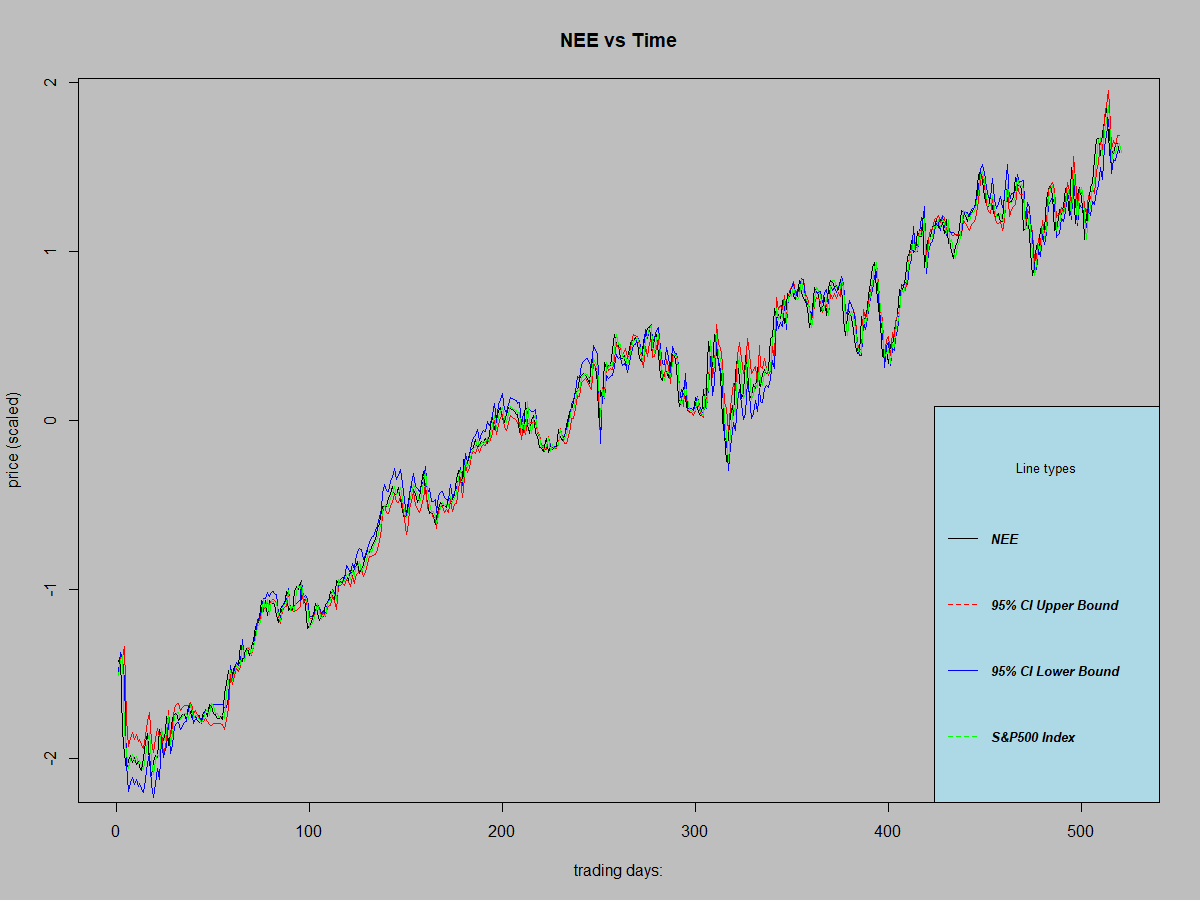 NEE vs Time
price (scaled)
2
1
0
-1
-2
0 100 200 300 400 500
trading days:
Line types
NEE
95% CI Upper Bound
95% CI Lower Bound
S&P500 Index